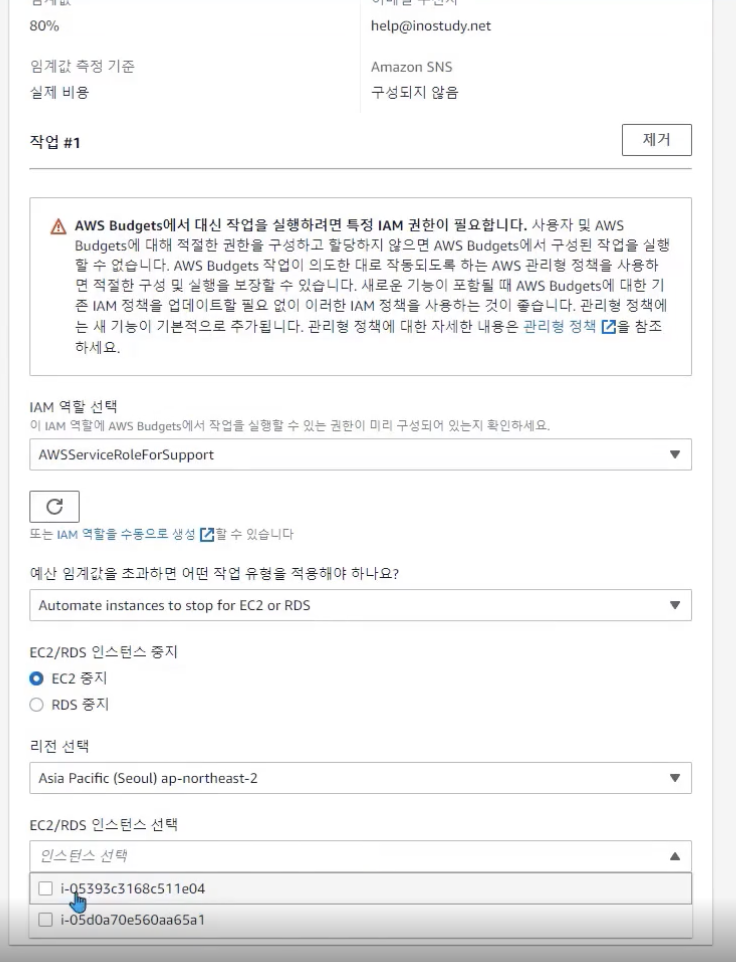 80%
help@inostudy.net
임계값 측정 기준
Amazon SNS
실제 비용
구성되지 않음
작업 #1
제거
AWS Budgets에서 대신 작업을 실행하려면 특정 IAM 권한이 필요합니다. 사용자 및 AWS
Budgets에 대해 적절한 권한을 구성하고 할당하지 않으면 AWS Budgets에서 구성된 작업을 실행
할 수 없습니다. AWS Budgets 작업이 의도한 대로 작동되도록 하는 AWS 관리형 정책을 사용하
면 적절한 구성 및 실행을 보장할 수 있습니다. 새로운 기능이 포함될 때 AWS Budgets에 대한 기
존 IAM 정책을 업데이트할 필요 없이 이러한 IAM 정책을 사용하는 것이 좋습니다. 관리형 정책에
는 새 기능이 기본적으로 추가됩니다. 관리형 정책에 대한 자세한 내용은 관리형 정책 을 참조
하세요.
IAM 역할 선택
이 IAM 역할에 AWS Budgets에서 작업을 실행할 수 있는 권한이 미리 구성되어 있는지 확인하세요.
AWSServiceRoleForSupport
또는 IAM 역할을 수동으로 생성 할 수 있습니다
예산 임계값을 초과하면 어떤 작업 유형을 적용해야 하나요?
Automate instances to stop for EC2 or RDS
EC2/RDS 인스턴스 중지
EC2 중지
RDS 중지
리전 선택
Asia Pacific (Seoul) ap-northeast-2
EC2/RDS 인스턴스 선택
인스턴스 선택
i-05393c3168c511e04
i-05d0a70e560aa65a1